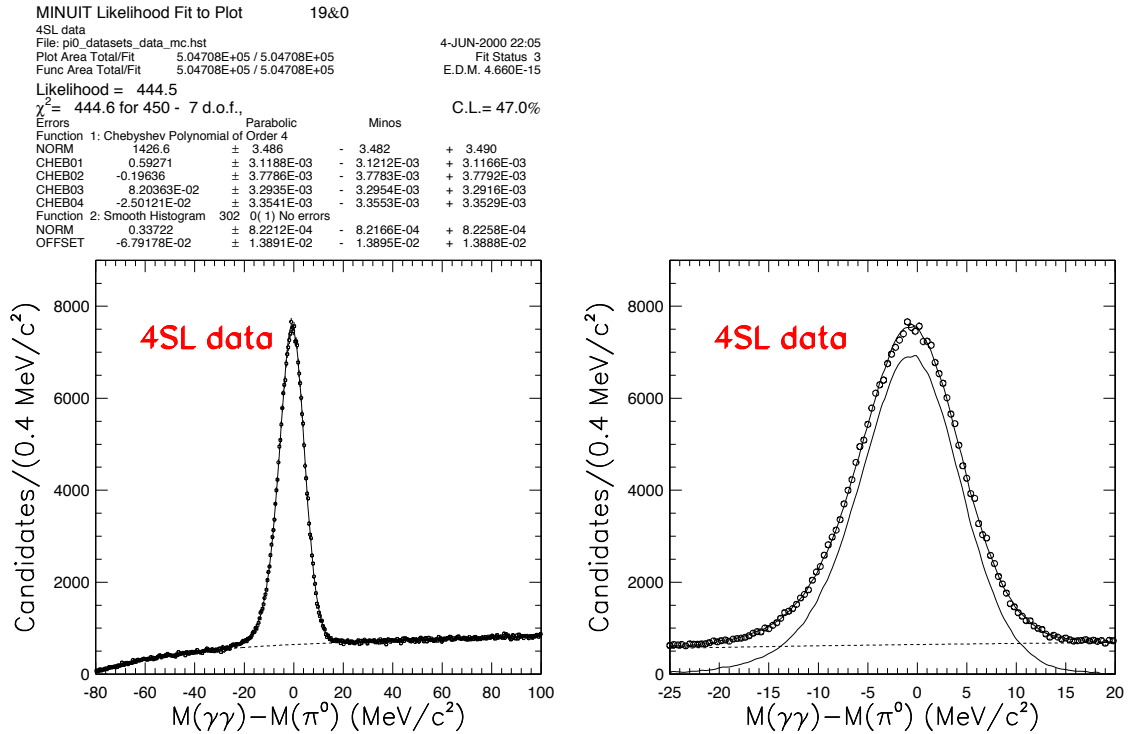 MINUIT Likelihood Fit to Plot 19&0
4SL data
File: pi0_datasets_data_mc.hst 4-JUN-2000 22:05
Plot Area Total/Fit 5.04708E+05 / 5.04708E+05 Fit Status 3
Func Area Total/Fit 5.04708E+05 / 5.04708E+05 E.D.M. 4.660E-15
Likelihood = 444.5
χ²= 444.6 for 450 - 7 d.o.f., C.L.= 47.0%
Errors Parabolic Minos
Function 1: Chebyshev Polynomial of Order 4
NORM 1426.6 ± 3.486 - 3.482 + 3.490
CHEB01 0.59271 ± 3.1188E-03 - 3.1212E-03 + 3.1166E-03
CHEB02 -0.19636 ± 3.7786E-03 - 3.7783E-03 + 3.7792E-03
CHEB03 8.20363E-02 ± 3.2935E-03 - 3.2954E-03 + 3.2916E-03
CHEB04 -2.50121E-02 ± 3.3541E-03 - 3.3553E-03 + 3.3529E-03
Function 2: Smooth Histogram 302 0( 1) No errors
NORM 0.33722 ± 8.2212E-04 - 8.2166E-04 + 8.2258E-04
OFFSET -6.79178E-02 ± 1.3891E-02 - 1.3895E-02 + 1.3888E-02
Candidates/(0.4 MeV/c²)
8000
6000
4000
2000
0
4SL data
-80 -60 -40 -20 0 20 40 60 80 100
M(γγ)−M(π⁰) (MeV/c²)
Candidates/(0.4 MeV/c²)
8000
6000
4000
2000
0
4SL data
-25 -20 -15 -10 -5 0 5 10 15 20
M(γγ)−M(π⁰) (MeV/c²)